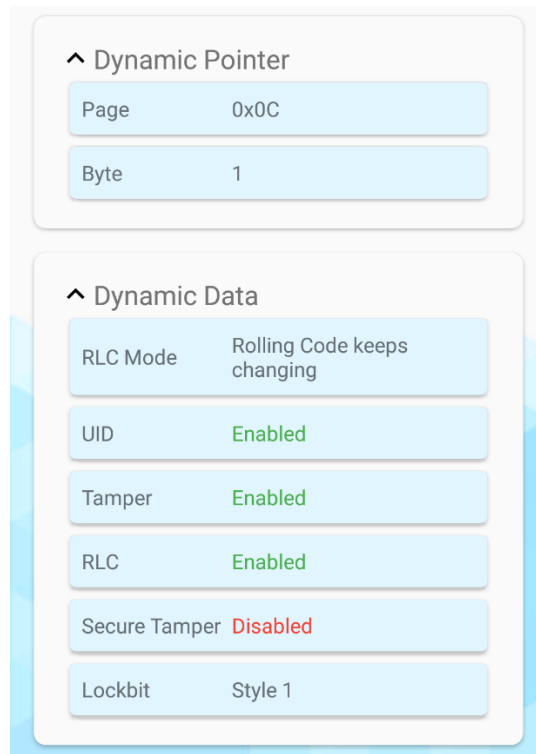 Dynamic Pointer
Page 0x0C
Byte 1
Dynamic Data
RLC Mode Rolling Code keeps
changing
UID Enabled
Tamper Enabled
RLC Enabled
Secure Tamper Disabled
Lockbit Style 1